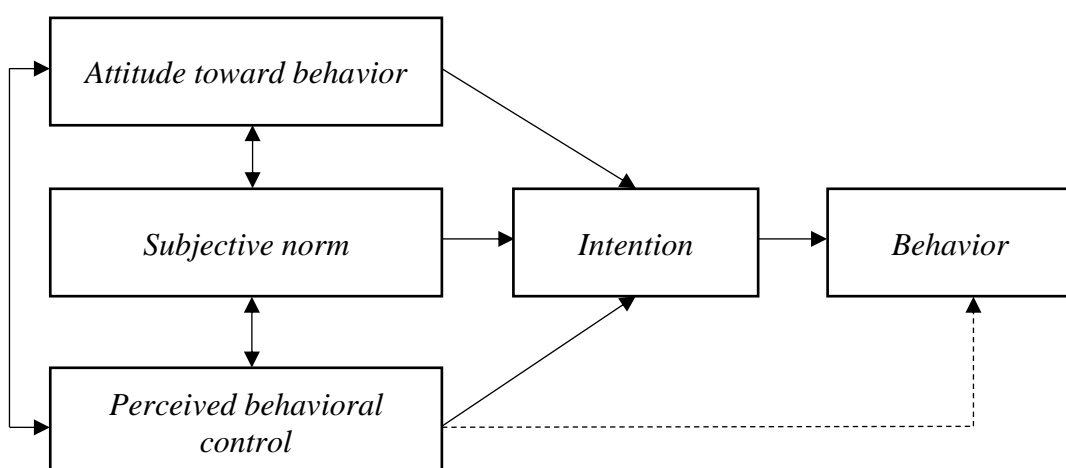 Attitude toward behavior
Subjective norm
Intention
Behavior
Perceived behavioral
control